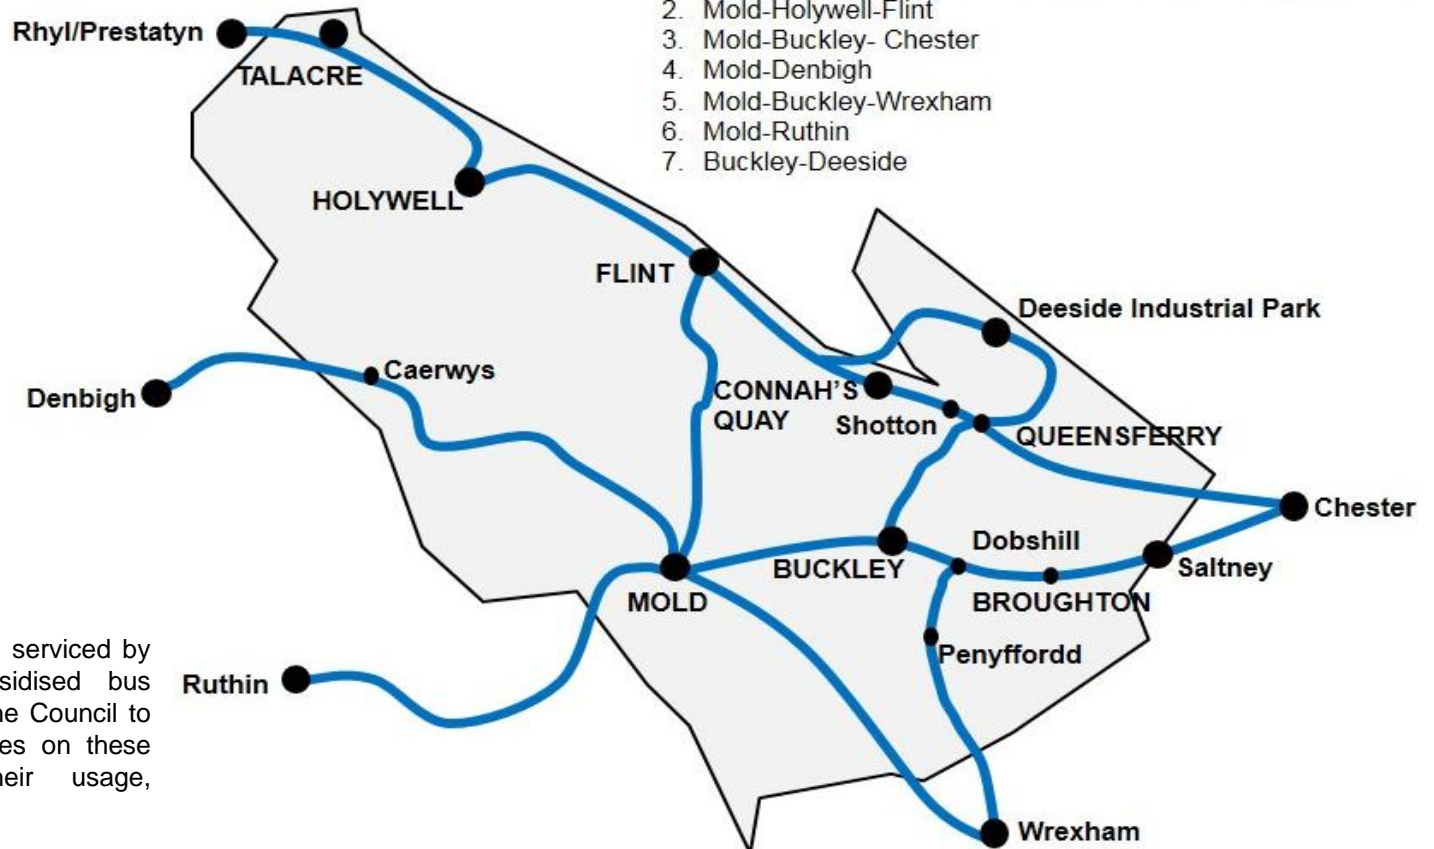 2. Mold-Holywell-Flint
3. Mold-Buckley- Chester
4. Mold-Denbigh
5. Mold-Buckley-Wrexham
6. Mold-Ruthin
7. Buckley-Deeside
Rhyl/Prestatyn
TALACRE
HOLYWELL
FLINT
Deeside Industrial Park
Caerwys
Denbigh
CONNAH'S
QUAY
Shotton
QUEENSFERRY
Chester
Dobshill
BUCKLEY
Saltney
MOLD
BROUGHTON
Penyffordd
Ruthin
Wrexham
serviced by
sidised bus
he Council to
es on these
heir usage,